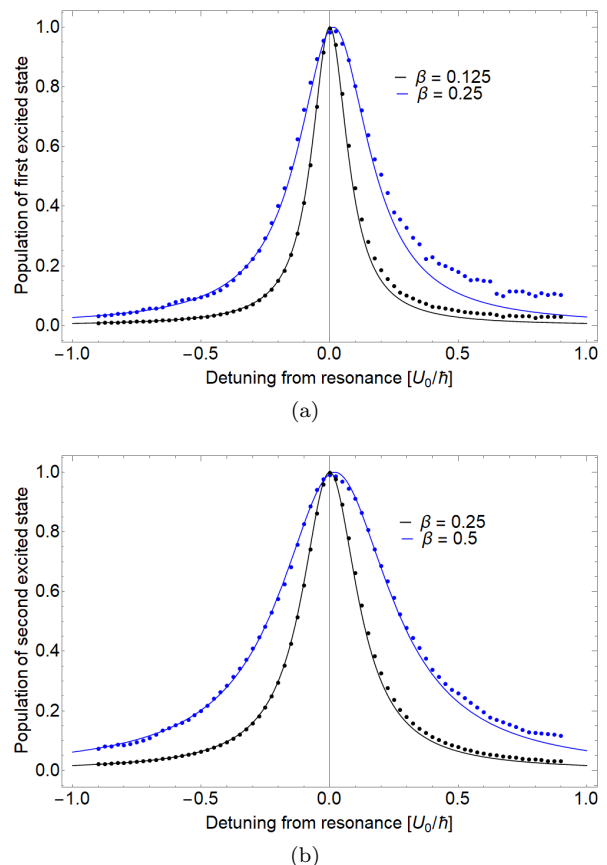 Population of first excited state
1.0
0.8
0.6
0.4
0.2
0.0
β = 0.125
β = 0.25
-1.0 -0.5 0.0 0.5 1.0
Detuning from resonance [U₀/ℏ]
(a)
Population of second excited state
1.0
0.8
0.6
0.4
0.2
0.0
β = 0.25
β = 0.5
-1.0 -0.5 0.0 0.5 1.0
Detuning from resonance [U₀/ℏ]
(b)